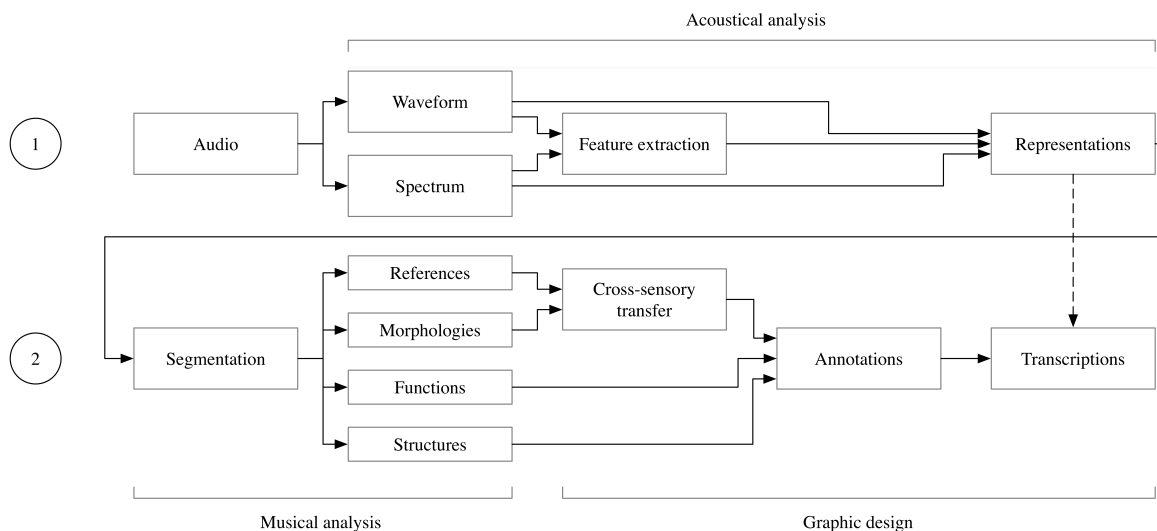 Acoustical analysis
Waveform
1
Audio
Feature extraction
Representations
Spectrum
References
Cross-sensory
transfer
Morphologies
2
Segmentation
Annotations
Transcriptions
Functions
Structures
Musical analysis
Graphic design